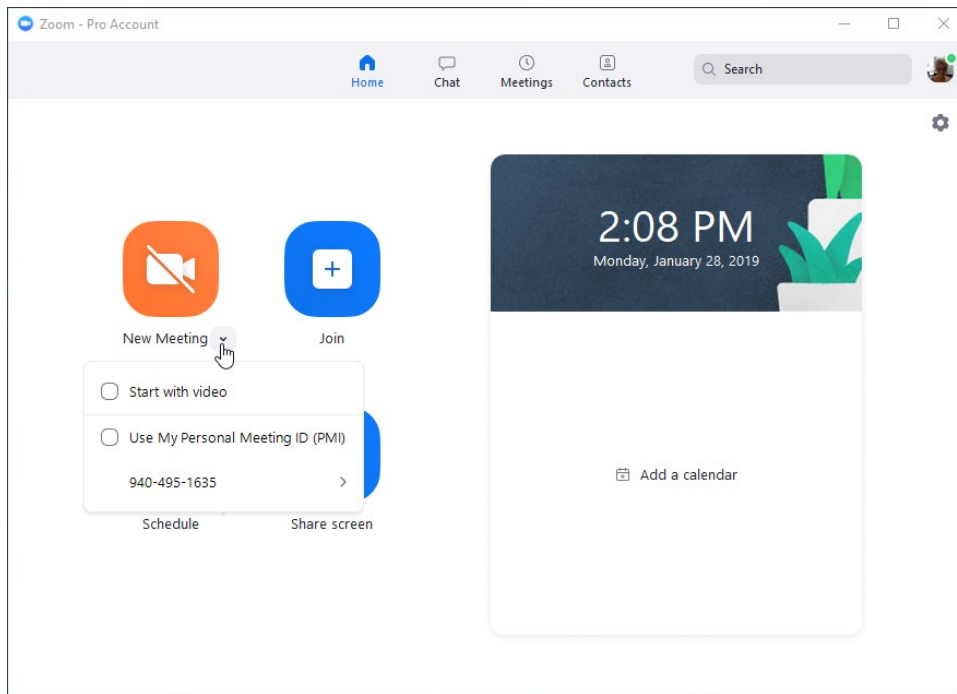 Zoom - Pro Account
Home
Chat
Meetings
Contacts
Search
2:08 PM
Monday, January 28, 2019
New Meeting
Join
Start with video
Use My Personal Meeting ID (PMI)
940-495-1635
Schedule
Share screen
Add a calendar